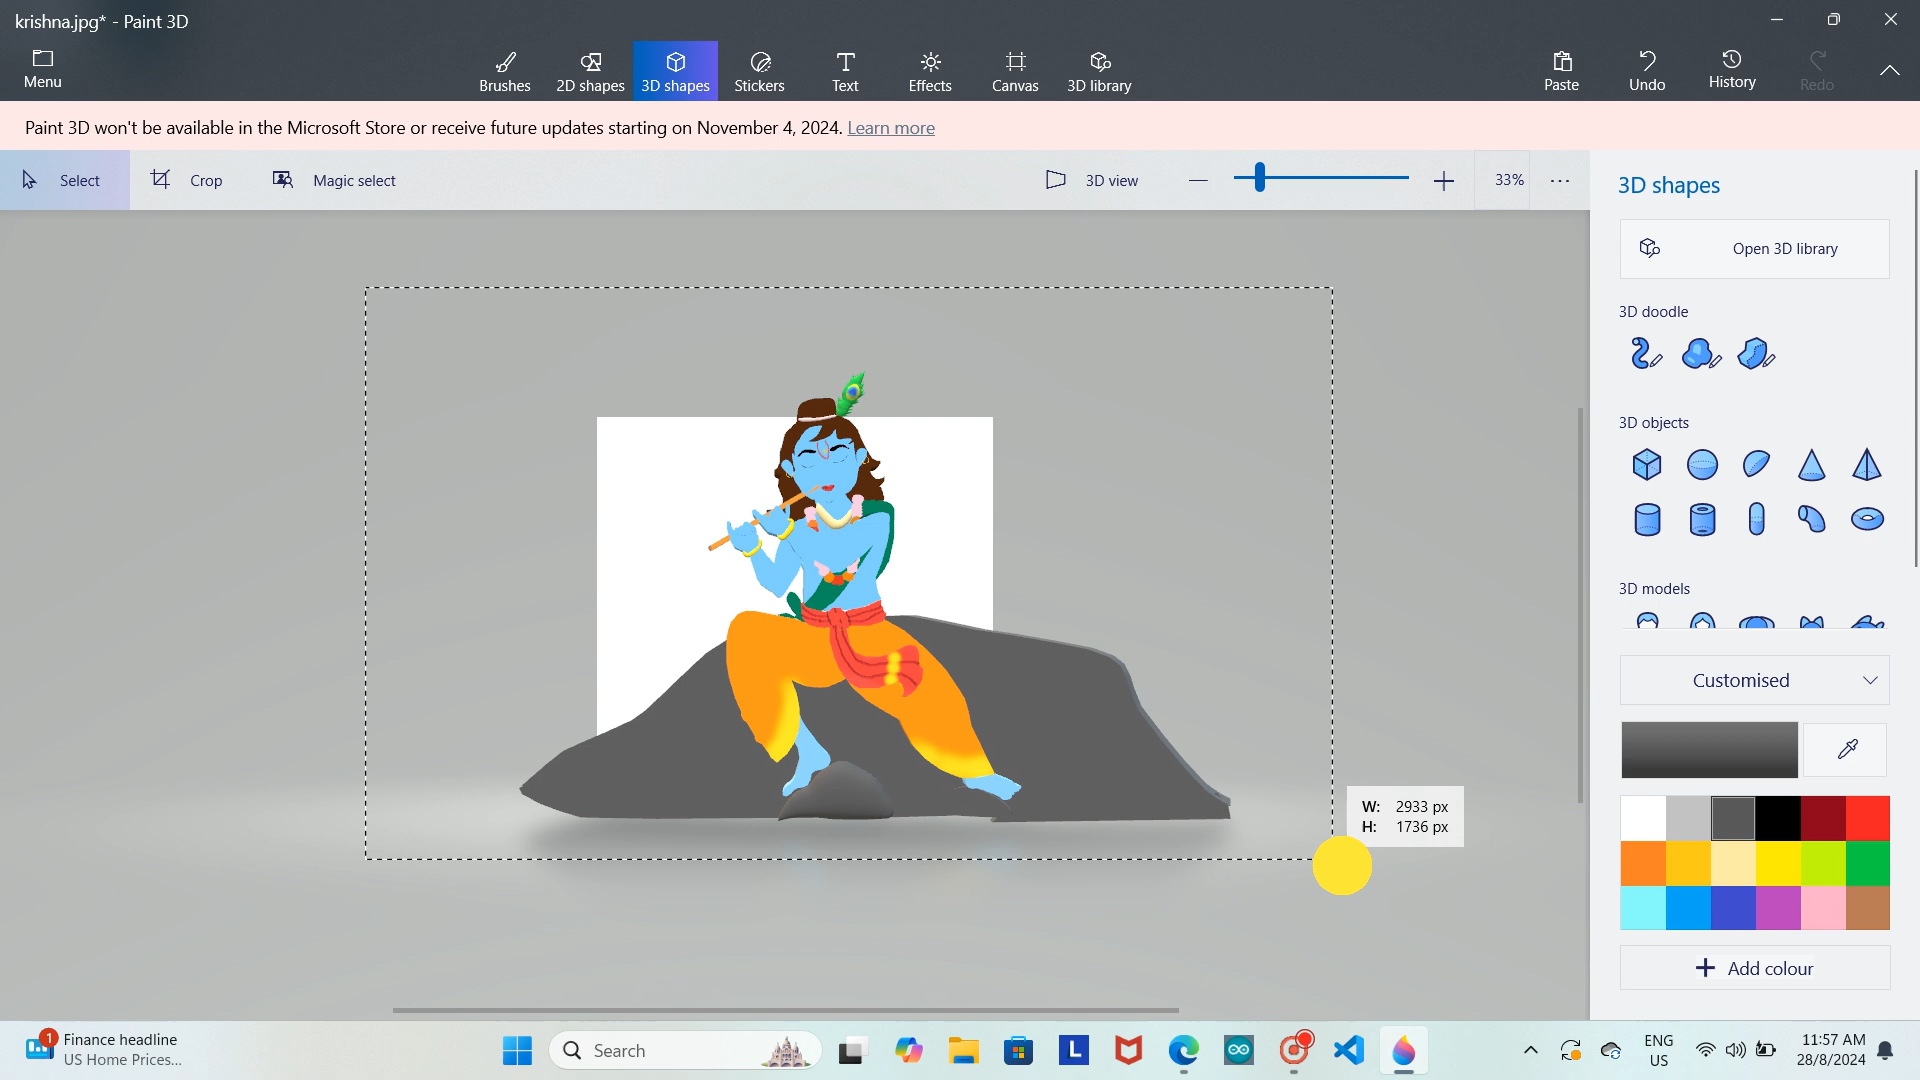 krishna.jpg* - Paint 3D
Menu
Brushes
2D shapes
3D shapes
Stickers
Text
Effects
Canvas
3D library
Paste
Undo
History
Redo
Paint 3D won't be available in the Microsoft Store or receive future updates starting on November 4, 2024. Learn more
Select
Crop
Magic select
3D view
33%
3D shapes
Open 3D library
3D doodle
3D objects
3D models
Customised
W: 2933 px
H: 1736 px
Add colour
1
Finance headline
US Home Prices...
Search
L
ENG
US
11:57 AM
28/8/2024